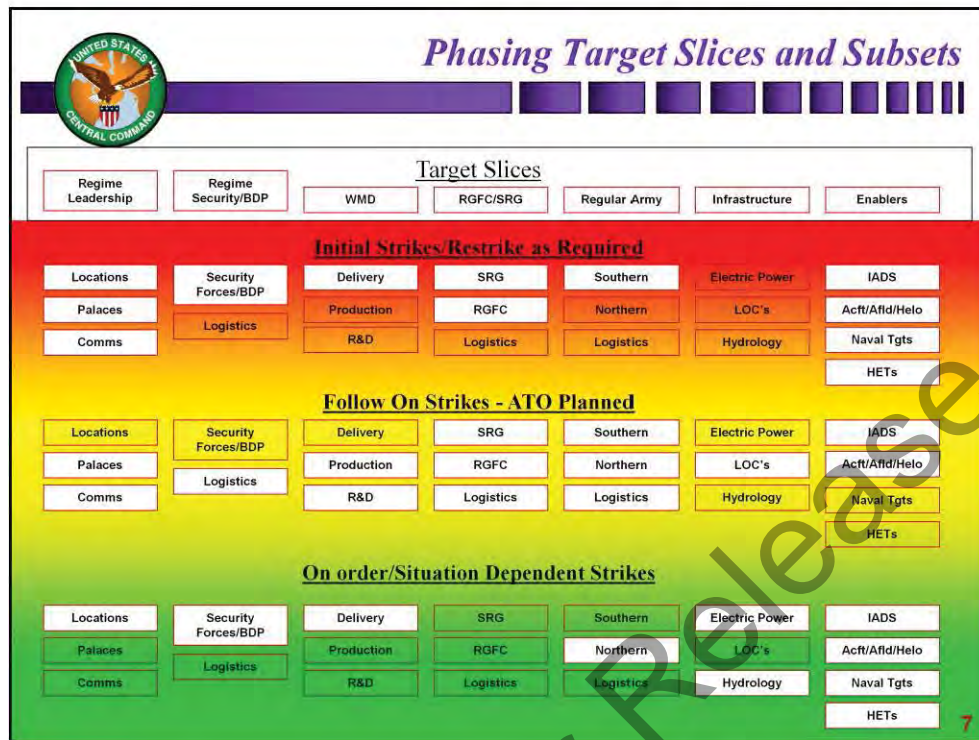 UNITED STATES
CENTRAL COMMAND
Phasing Target Slices and Subsets
Target Slices
Regime
Leadership
Regime
Security/BDP
WMD
RGFC/SRG
Regular Army
Infrastructure
Enablers
Initial Strikes/Restrike as Required
Locations
Palaces
Comms
Security
Forces/BDP
Logistics
Delivery
Production
R&D
SRG
RGFC
Logistics
Southern
Northern
Logistics
Electric Power
LOC's
Hydrology
IADS
Acft/Afld/Helo
Naval Tgts
HETs
Follow On Strikes - ATO Planned
Locations
Palaces
Comms
Security
Forces/BDP
Logistics
Delivery
Production
R&D
SRG
RGFC
Logistics
Southern
Northern
Logistics
Electric Power
LOC's
Hydrology
IADS
Acft/Afld/Helo
Naval Tgts
HETs
On order/Situation Dependent Strikes
Locations
Palaces
Comms
Security
Forces/BDP
Logistics
Delivery
Production
R&D
SRG
RGFC
Logistics
Southern
Northern
Logistics
Electric Power
LOC's
Hydrology
IADS
Acft/Afld/Helo
Naval Tgts
HETs
7
Release